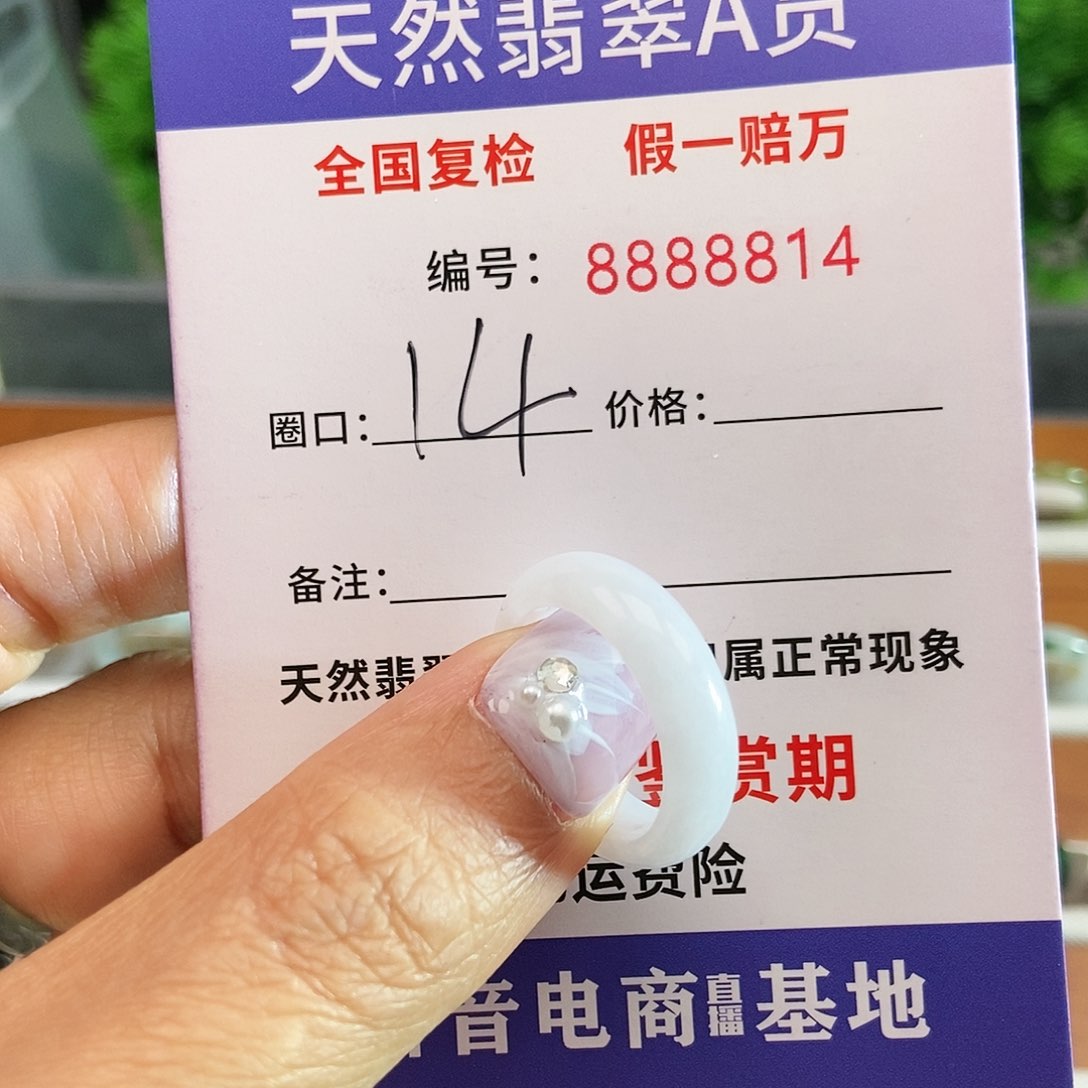 天然翡翠A货
全国复检 假一赔万
编号：8888814
圈口：14 价格：
备注：
天然翡翠 属正常现象
赏期
运费险
音电商直播基地